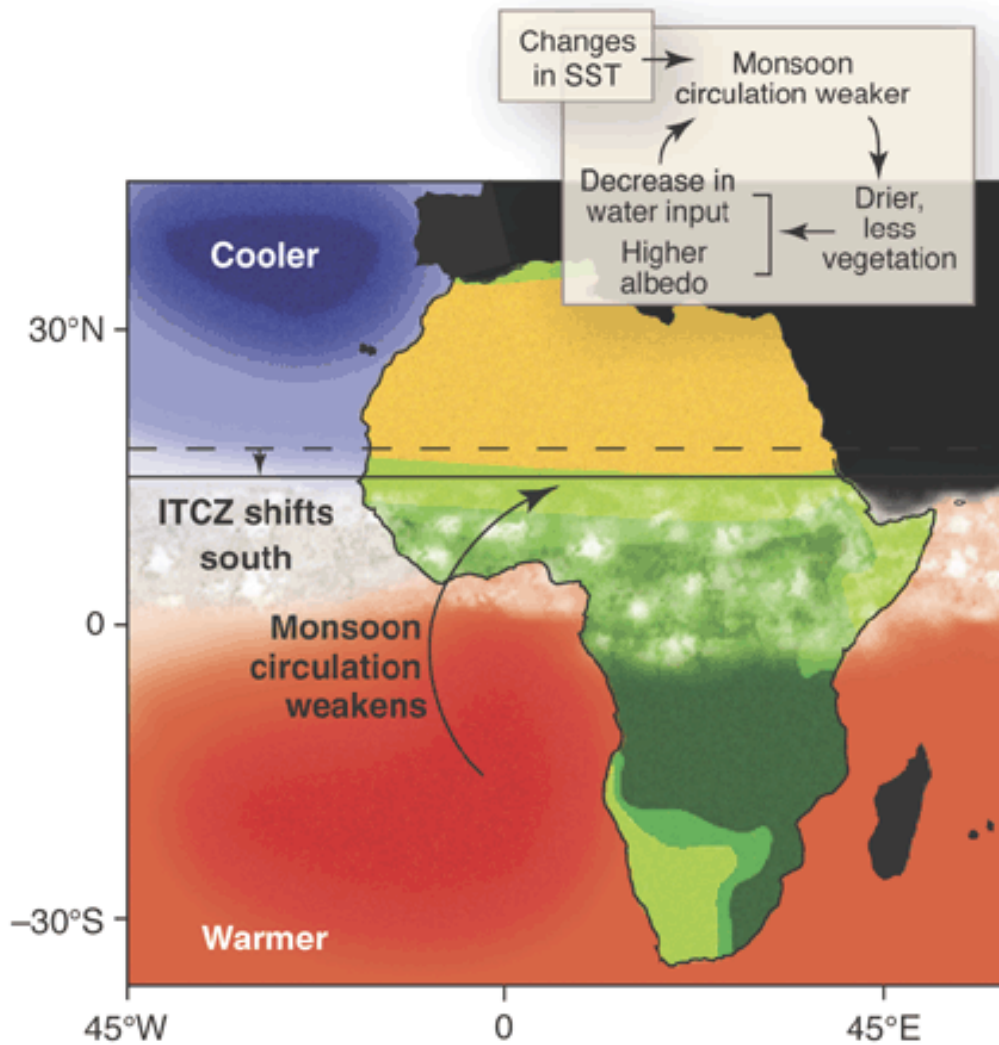 Changes
in SST
Monsoon
circulation weaker
Decrease in
water input
Higher
albedo
Drier,
less
vegetation
Cooler
30°N
ITCZ shifts
south
0
Monsoon
circulation
weakens
–30°S
Warmer
45°W
0
45°E